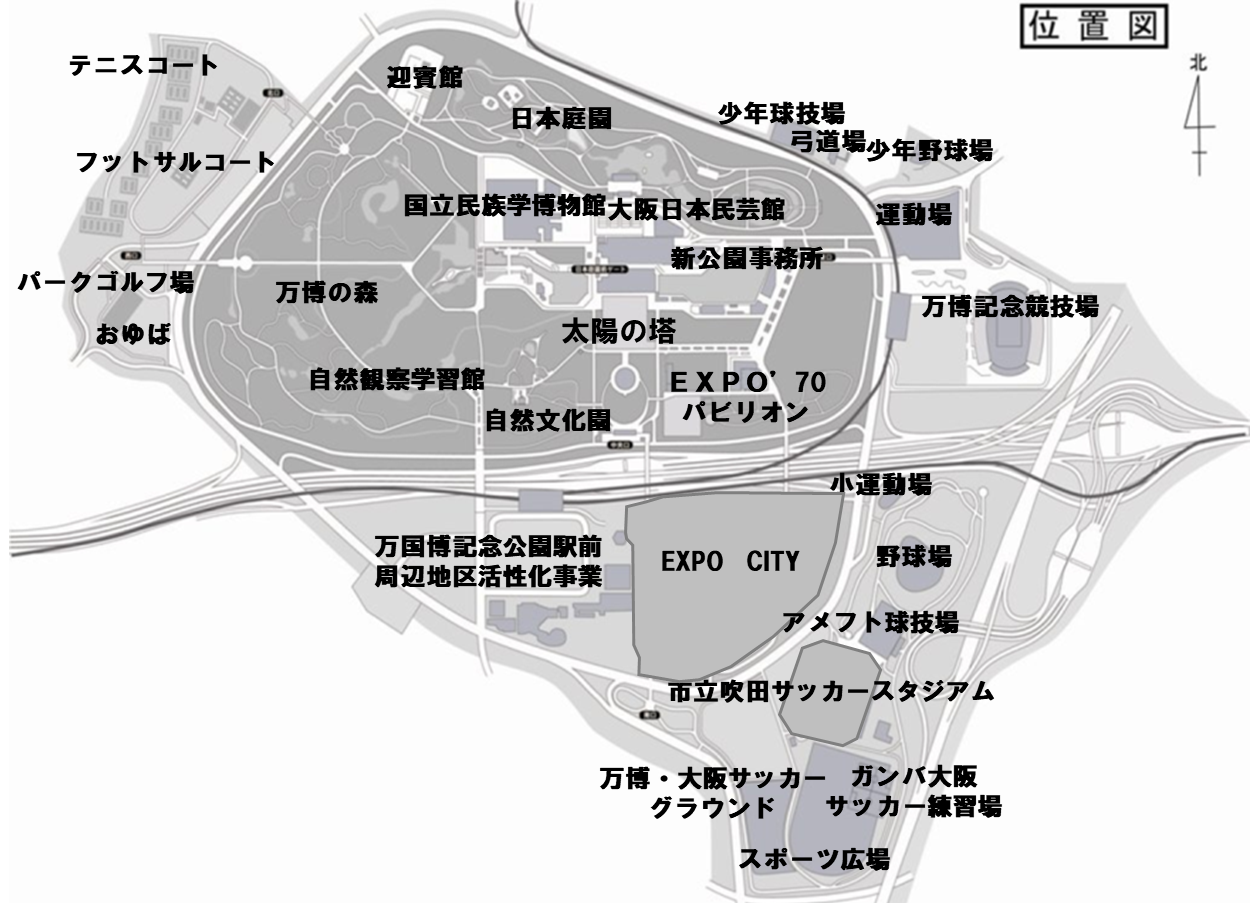 位置図
北
テニスコート
迎賓館
日本庭園
少年球技場
弓道場
少年野球場
フットサルコート
国立民族学博物館
大阪日本民芸館
運動場
新公園事務所
パークゴルフ場
万博の森
万博記念競技場
おゆば
太陽の塔
自然観察学習館
EXPO’70
パビリオン
自然文化園
中央口
小運動場
万国博記念公園駅前
周辺地区活性化事業
EXPO CITY
野球場
アメフト球技場
市立吹田サッカースタジアム
万博・大阪サッカー
グラウンド
ガンバ大阪
サッカー練習場
スポーツ広場